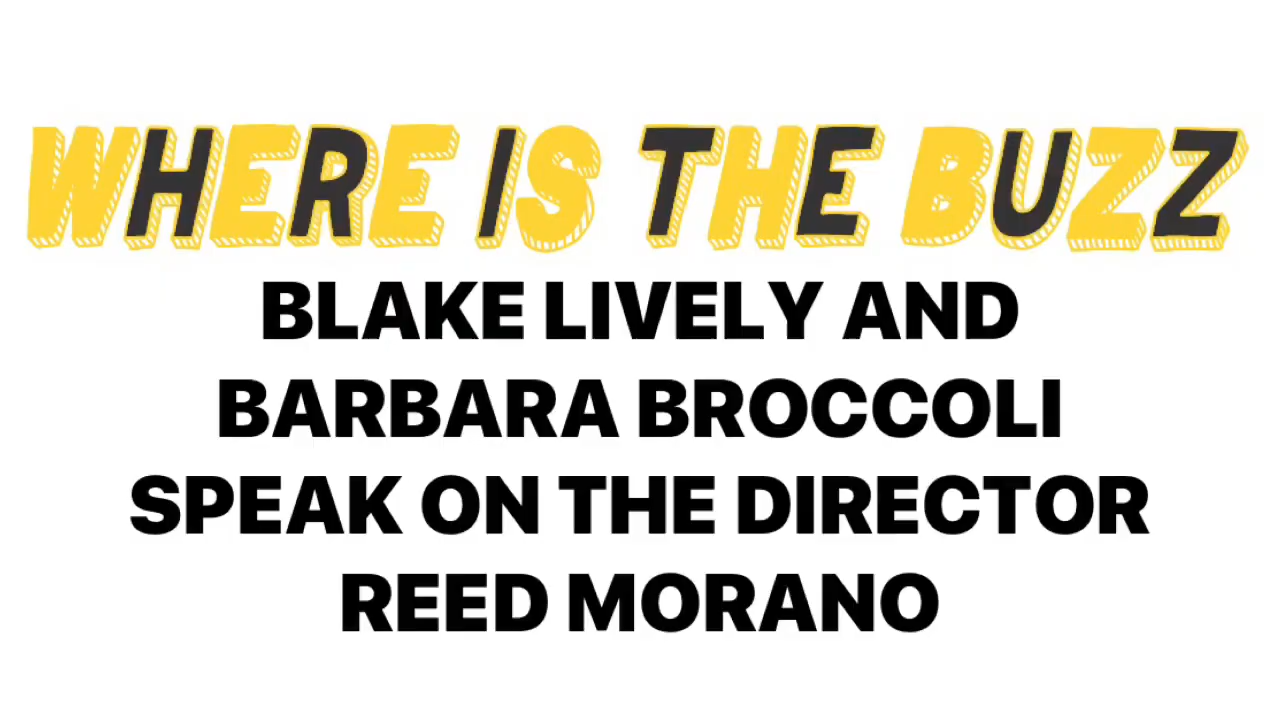 WHERE IS THE BUZZ
BLAKE LIVELY AND
BARBARA BROCCOLI
SPEAK ON THE DIRECTOR
REED MORANO